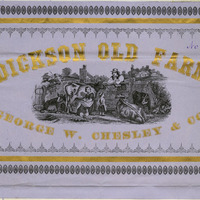 DICKSON OLD FARM
GEORGE W. CHESLEY & CO.